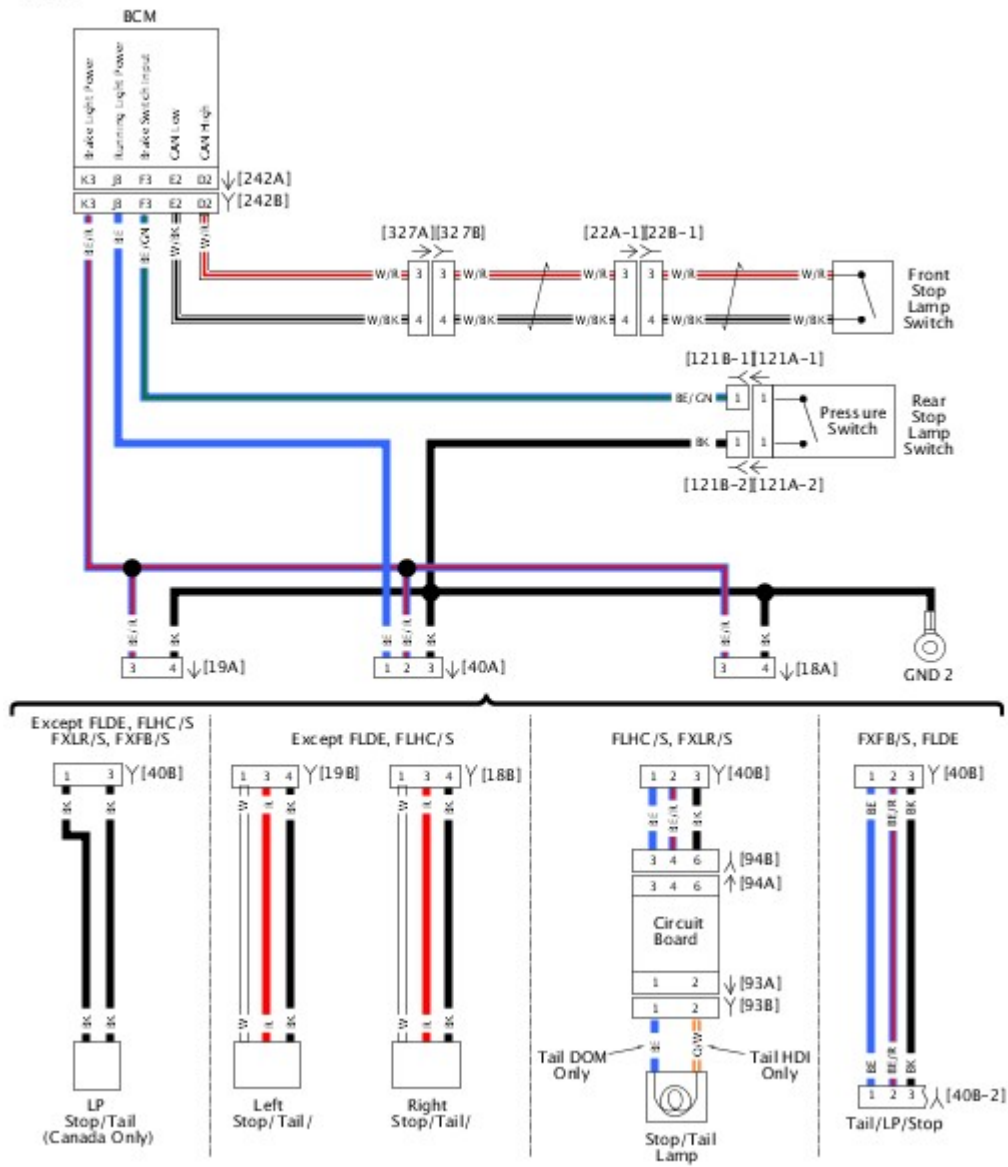 BCM
Brake Light Power
Running Light Power
Brake Switch Input
CAN Low
CAN High
K3 J3 F3 E2 D2 [242A]
K3 J3 F3 E2 D2 [242B]
BE/R BE BE/GN W/BK W/R
[327A][327B] [22A-1][22B-1]
W/R 3 3 W/R W/R 3 3 W/R W/R
W/BK 4 4 W/BK W/BK 4 4 W/BK W/BK
Front
Stop
Lamp
Switch
[121B-1][121A-1]
BE/GN 1 1
BK 1 1
Pressure
Switch
Rear
Stop
Lamp
Switch
[121B-2][121A-2]
BE/R BK BE BE/R BK BE/R BK
3 4 [19A] 1 2 3 [40A] 3 4 [18A]
GND 2
Except FLDE, FLHC/S
FXLR/S, FXFB/S
1 3 [40B]
BK BK
BK BK
LP
Stop/Tail
(Canada Only)
Except FLDE, FLHC/S
1 3 4 [19B] 1 3 4 [18B]
W R BK W R BK
W R BK W R BK
Left
Stop/Tail/
Right
Stop/Tail/
FLHC/S, FXLR/S
1 2 3 [40B]
BE BE/R BK
3 4 6 [94B]
3 4 6 [94A]
Circuit
Board
1 2 [93A]
1 2 [93B]
Tail DOM
Only
BE O/W
Tail HDI
Only
Stop/Tail
Lamp
FXFB/S, FLDE
1 2 3 [40B]
BE BE/R BK
BE BE/R BK
1 2 3 [40B-2]
Tail/LP/Stop